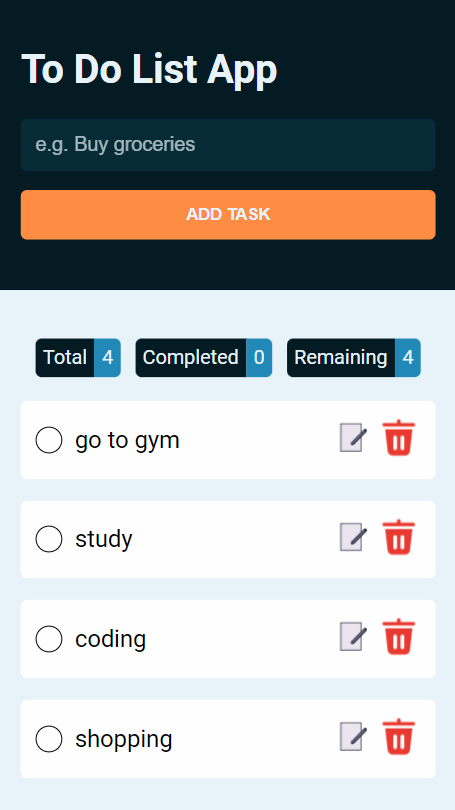 To Do List App
e.g. Buy groceries
ADD TASK
Total 4 Completed 0 Remaining 4
go to gym
study
coding
shopping